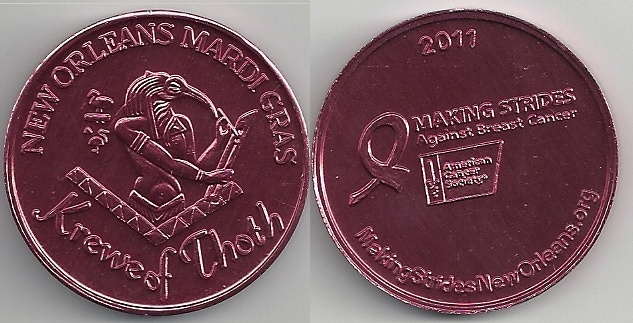 NEW ORLEANS MARDI GRAS
Krewe of Thoth
2011
MAKING STRIDES
Against Breast Cancer
American
Cancer
Society®
MakingStridesNewOrleans.org